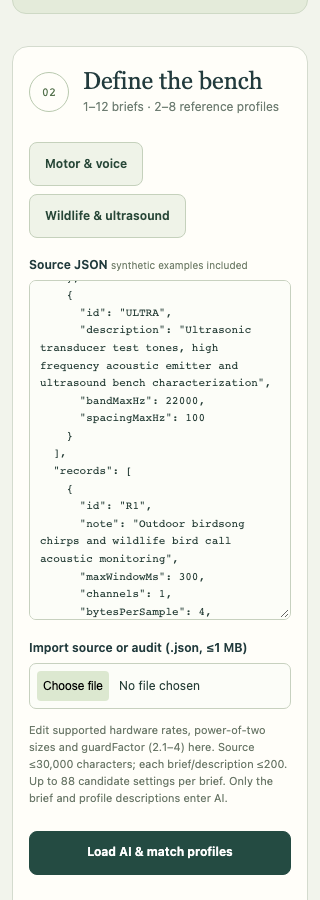 02
Define the bench
1–12 briefs · 2–8 reference profiles
Motor & voice
Wildlife & ultrasound
Source JSON synthetic examples included
},
{
"id": "ULTRA",
"description": "Ultrasonic
transducer test tones, high
frequency acoustic emitter and
ultrasound bench characterization",
"bandMaxHz": 22000,
"spacingMaxHz": 100
}
],
"records": [
{
"id": "R1",
"note": "Outdoor birdsong
chirps and wildlife bird call
acoustic monitoring",
"maxWindowMs": 300,
"channels": 1,
"bytesPerSample": 4,
Import source or audit (.json, ≤1 MB)
Choose file No file chosen
Edit supported hardware rates, power-of-two
sizes and guardFactor (2.1–4) here. Source
≤30,000 characters; each brief/description ≤200.
Up to 88 candidate settings per brief. Only the
brief and profile descriptions enter AI.
Load AI & match profiles